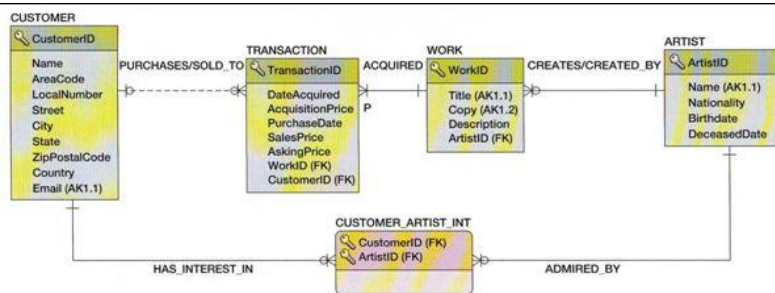 CUSTOMER
CustomerID
Name
AreaCode
LocalNumber
Street
City
State
ZipPostalCode
Country
Email (AK1.1)
PURCHASES/SOLD_TO
TRANSACTION
TransactionID
DateAcquired
AcquisitionPrice
PurchaseDate
SalesPrice
AskingPrice
WorkID (FK)
CustomerID (FK)
ACQUIRED
P
WORK
WorkID
Title (AK1.1)
Copy (AK1.2)
Description
ArtistID (FK)
CREATES/CREATED_BY
ARTIST
ArtistID
Name (AK1.1)
Nationality
Birthdate
DeceasedDate
CUSTOMER_ARTIST_INT
CustomerID (FK)
ArtistID (FK)
HAS_INTEREST_IN
ADMIRED_BY